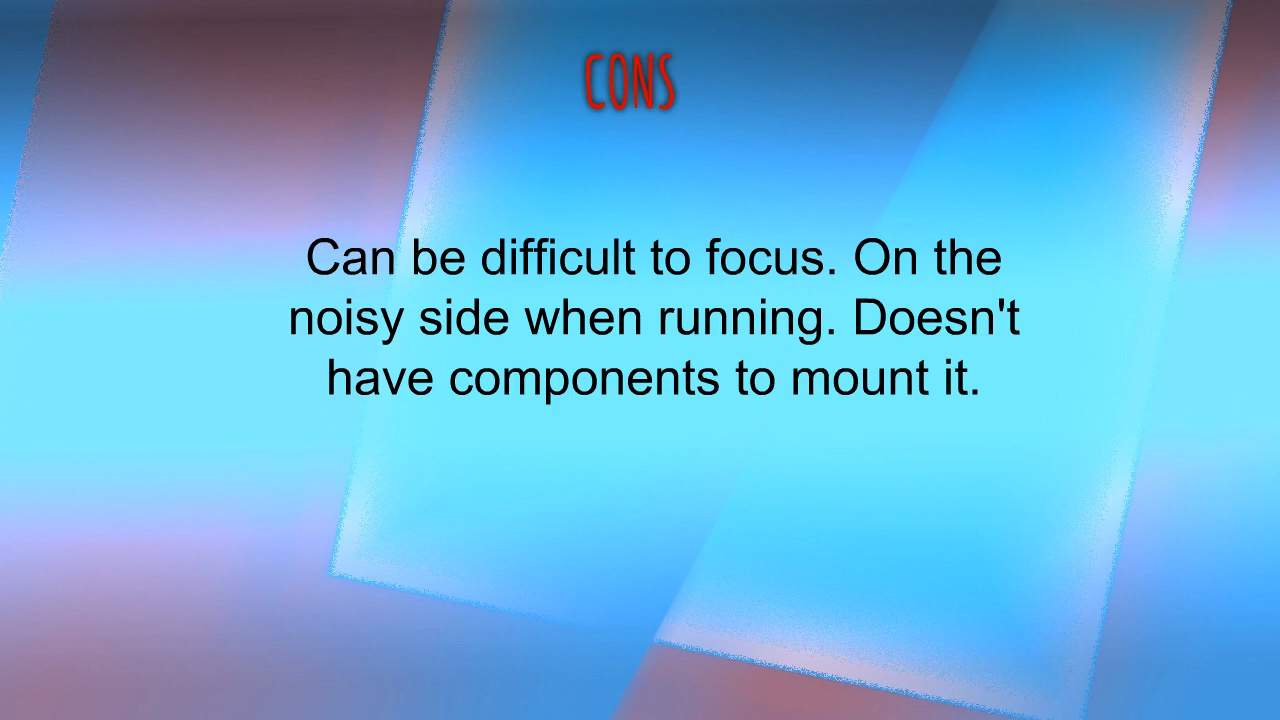 CONS
Can be difficult to focus. On the
noisy side when running. Doesn't
have components to mount it.